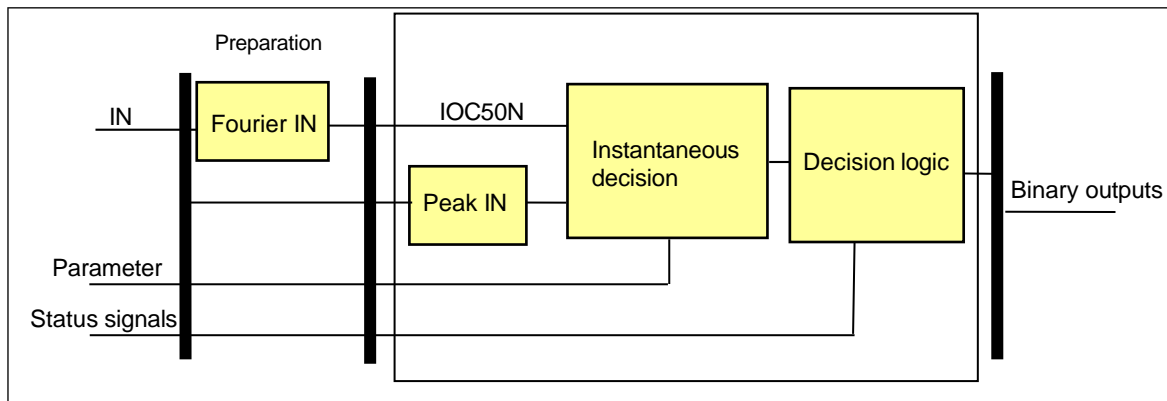 Preparation
IN
Fourier IN
IOC50N
Instantaneous
decision
Decision logic
Peak IN
Binary outputs
Parameter
Status signals